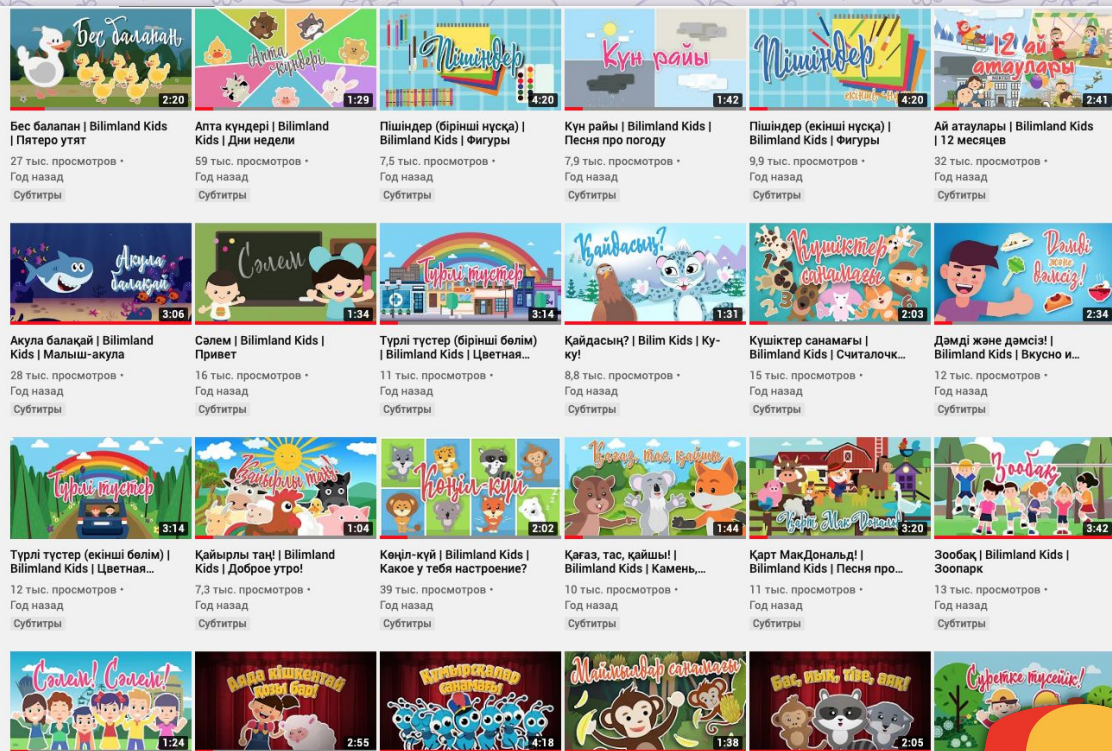 Бес балапан
2:20
Апта
күндері
1:29
Пішіндер
4:20
Күн райы
1:42
Пішіндер
4:20
12 ай
атаулары
2:41
Бес балапан | Bilimland Kids
| Пятеро утят
27 тыс. просмотров •
Год назад
Субтитры
Апта күндері | Bilimland
Kids | Дни недели
59 тыс. просмотров •
Год назад
Субтитры
Пішіндер (бірінші нұсқа) |
Bilimland Kids | Фигуры
7,5 тыс. просмотров •
Год назад
Субтитры
Күн райы | Bilimland Kids |
Песня про погоду
7,9 тыс. просмотров •
Год назад
Субтитры
Пішіндер (екінші нұсқа) |
Bilimland Kids | Фигуры
9,9 тыс. просмотров •
Год назад
Субтитры
Ай атаулары | Bilimland Kids
| 12 месяцев
32 тыс. просмотров •
Год назад
Субтитры
Акула
балақай
3:06
Сәлем
1:34
Түрлі түстер
3:14
Қайдасың?
1:31
Күшіктер
санамағы
2:03
Дәмді
және
дәмсіз!
2:34
Акула балақай | Bilimland
Kids | Малыш-акула
28 тыс. просмотров •
Год назад
Субтитры
Сәлем | Bilimland Kids |
Привет
16 тыс. просмотров •
Год назад
Субтитры
Түрлі түстер (бірінші бөлім)
| Bilimland Kids | Цветная...
11 тыс. просмотров •
Год назад
Субтитры
Қайдасың? | Bilim Kids | Ку-
ку!
8,8 тыс. просмотров •
Год назад
Субтитры
Күшіктер санамағы |
Bilimland Kids | Считалочк...
15 тыс. просмотров •
Год назад
Субтитры
Дәмді және дәмсіз! |
Bilimland Kids | Вкусно и...
12 тыс. просмотров •
Год назад
Субтитры
Түрлі түстер
3:14
Қайырлы таң!
1:04
Көңіл-күй
2:02
Қағаз, тас, қайшы
1:44
Қарт Мак Дональд!
3:20
Зообақ
3:42
Түрлі түстер (екінші бөлім) |
Bilimland Kids | Цветная...
12 тыс. просмотров •
Год назад
Субтитры
Қайырлы таң! | Bilimland
Kids | Доброе утро!
7,3 тыс. просмотров •
Год назад
Субтитры
Көңіл-күй | Bilimland Kids |
Какое у тебя настроение?
39 тыс. просмотров •
Год назад
Субтитры
Қағаз, тас, қайшы! |
Bilimland Kids | Камень,...
10 тыс. просмотров •
Год назад
Субтитры
Қарт МакДональд! |
Bilimland Kids | Песня про...
11 тыс. просмотров •
Год назад
Субтитры
Зообақ | Bilimland Kids |
Зоопарк
13 тыс. просмотров •
Год назад
Субтитры
Сәлем! Сәлем!
1:24
кішкентай
қозы бар!
2:55
Құмырсқалар
санамағы
4:18
Маймылдар санамағы
1:38
Бас, иық, тізе, аяқ!
2:05
Суретке түсейік!